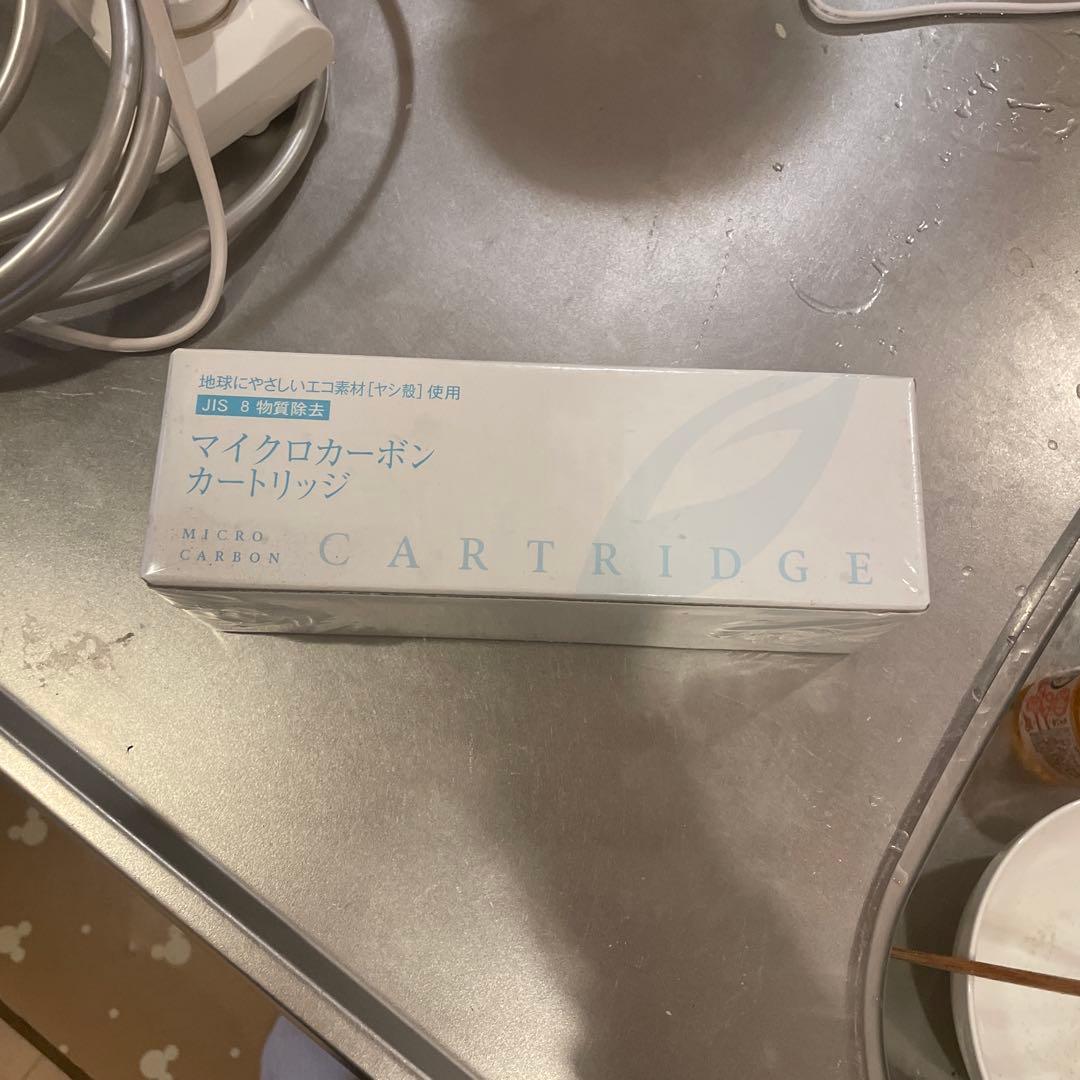 地球にやさしいエコ素材[ヤシ殻]使用
JIS 8物質除去
マイクロカーボン
カートリッジ
MICRO
CARBON
CARTRIDGE